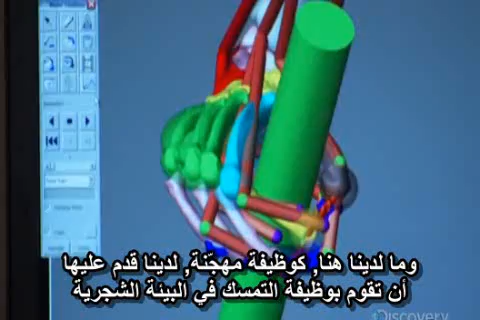 وما لدينا هنا, كوظيفة مهجّنة, لدينا قدم عليها
أن تقوم بوظيفة التمسك في البيئة الشجرية
Discovery